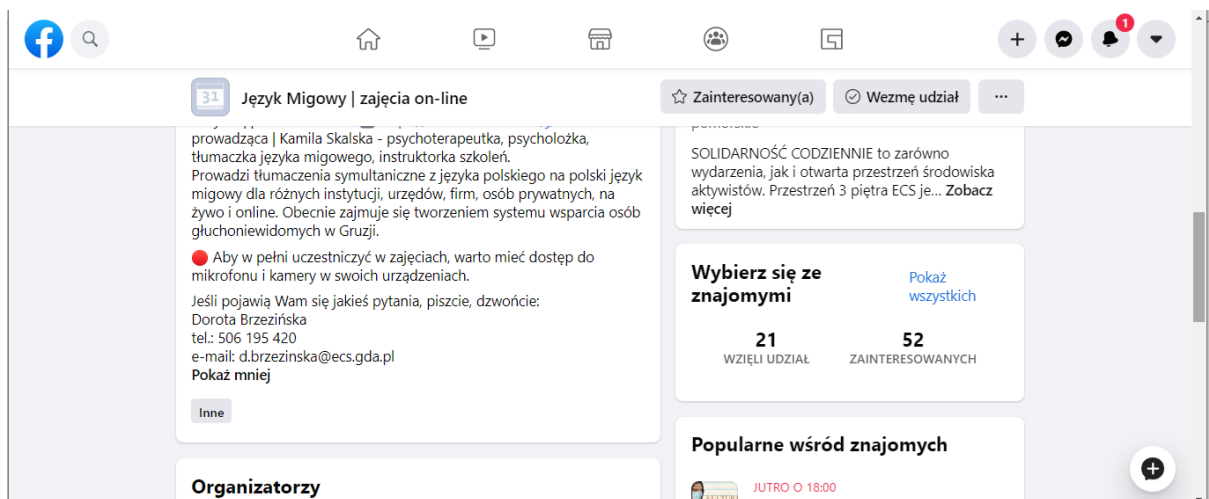 1
31
Język Migowy | zajęcia on-line
Zainteresowany(a)
Wezmę udział
prowadząca | Kamila Skalska - psychoterapeutka, psycholożka,
tłumaczka języka migowego, instruktorka szkoleń.
Prowadzi tłumaczenia symultaniczne z języka polskiego na polski język
migowy dla różnych instytucji, urzędów, firm, osób prywatnych, na
żywo i online. Obecnie zajmuje się tworzeniem systemu wsparcia osób
głuchoniewidomych w Gruzji.
Aby w pełni uczestniczyć w zajęciach, warto mieć dostęp do
mikrofonu i kamery w swoich urządzeniach.
Jeśli pojawią Wam się jakieś pytania, piszcie, dzwońcie:
Dorota Brzezińska
tel.: 506 195 420
e-mail: d.brzezinska@ecs.gda.pl
Pokaż mniej
Inne
Organizatorzy
pomorskie
SOLIDARNOŚĆ CODZIENNIE to zarówno
wydarzenia, jak i otwarta przestrzeń środowiska
aktywistów. Przestrzeń 3 piętra ECS je... Zobacz
więcej
Wybierz się ze
znajomymi
Pokaż
wszystkich
21
WZIĘLI UDZIAŁ
52
ZAINTERESOWANYCH
Popularne wśród znajomych
JUTRO O 18:00